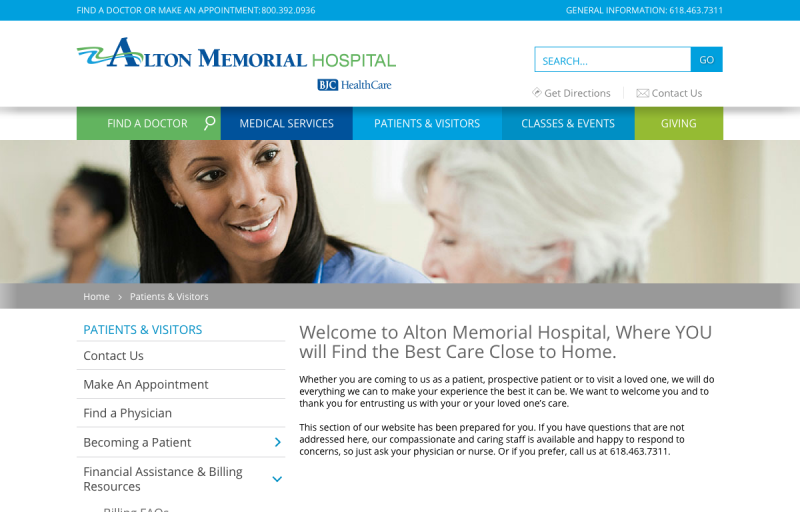 FIND A DOCTOR OR MAKE AN APPOINTMENT:800.392.0936
GENERAL INFORMATION: 618.463.7311
ALTON MEMORIAL HOSPITAL
BJC HealthCare
SEARCH...
GO
Get Directions
Contact Us
FIND A DOCTOR
MEDICAL SERVICES
PATIENTS & VISITORS
CLASSES & EVENTS
GIVING
Home > Patients & Visitors
PATIENTS & VISITORS
Contact Us
Make An Appointment
Find a Physician
Becoming a Patient
Financial Assistance & Billing
Resources
Billing FAQs
Welcome to Alton Memorial Hospital, Where YOU
will Find the Best Care Close to Home.
Whether you are coming to us as a patient, prospective patient or to visit a loved one, we will do
everything we can to make your experience the best it can be. We want to welcome you and to
thank you for entrusting us with your or your loved one's care.
This section of our website has been prepared for you. If you have questions that are not
addressed here, our compassionate and caring staff is available and happy to respond to
concerns, so just ask your physician or nurse. Or if you prefer, call us at 618.463.7311.